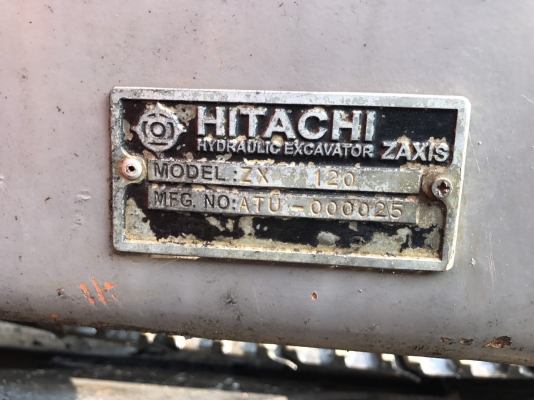 HITACHI
HYDRAULIC EXCAVATOR ZAXIS
MODEL: ZX 120
MFG. NO: ATU-000025